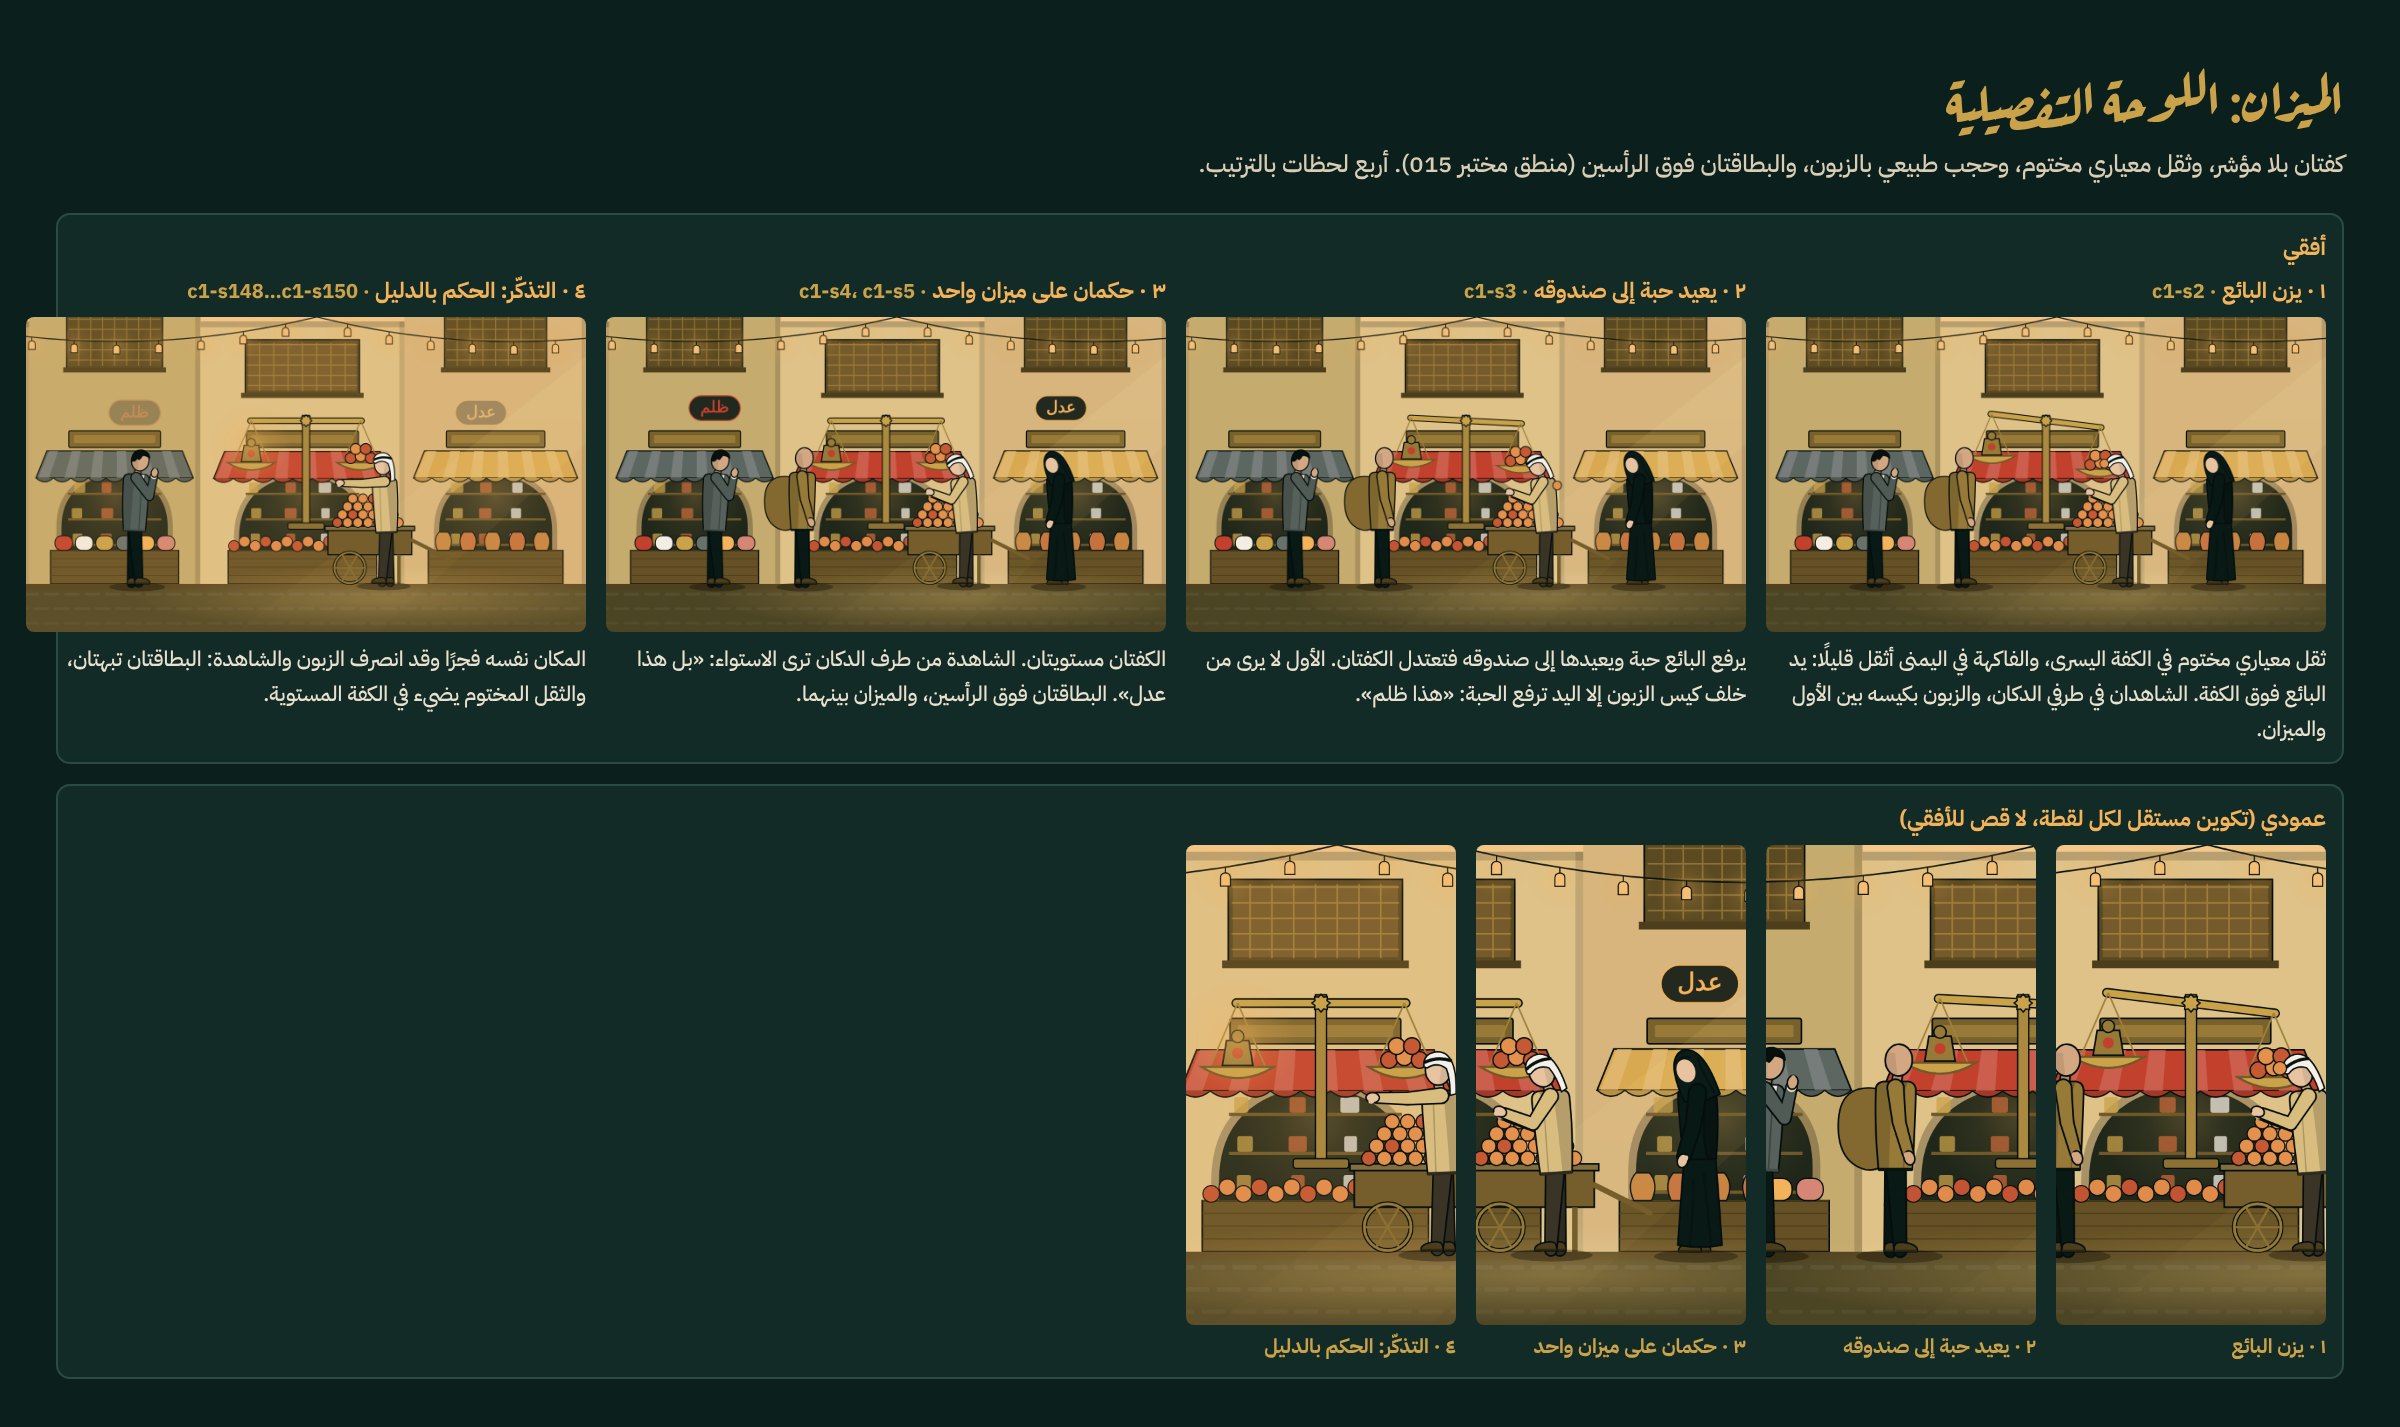 الميزان: اللوحة التفصيلية
كفتان بلا مؤشر، وثقل معياري مختوم، وحجب طبيعي بالزبون، والبطاقتان فوق الرأسين (منطق مختبر 015). أربع لحظات بالترتيب.
أفقي
١ · يزن البائع · c1-s2
ثقل معياري مختوم في الكفة اليسرى، والفاكهة في اليمنى أثقل قليلًا: يد
البائع فوق الكفة. الشاهدان في طرفي الدكان، والزبون بكيسه بين الأول
والميزان.
٢ · يعيد حبة إلى صندوقه · c1-s3
يرفع البائع حبة ويعيدها إلى صندوقه فتعتدل الكفتان. الأول لا يرى من
خلف كيس الزبون إلا اليد ترفع الحبة: «هذا ظلم».
٣ · حكمان على ميزان واحد · c1-s4، c1-s5
عدل
ظلم
الكفتان مستويتان. الشاهدة من طرف الدكان ترى الاستواء: «بل هذا
عدل». البطاقتان فوق الرأسين، والميزان بينهما.
٤ · التذكّر: الحكم بالدليل · c1-s148…c1-s150
عدل
ظلم
المكان نفسه فجرًا وقد انصرف الزبون والشاهدة: البطاقتان تبهتان،
والثقل المختوم يضيء في الكفة المستوية.
عمودي (تكوين مستقل لكل لقطة، لا قص للأفقي)
١ · يزن البائع
٢ · يعيد حبة إلى صندوقه
عدل
٣ · حكمان على ميزان واحد
٤ · التذكّر: الحكم بالدليل